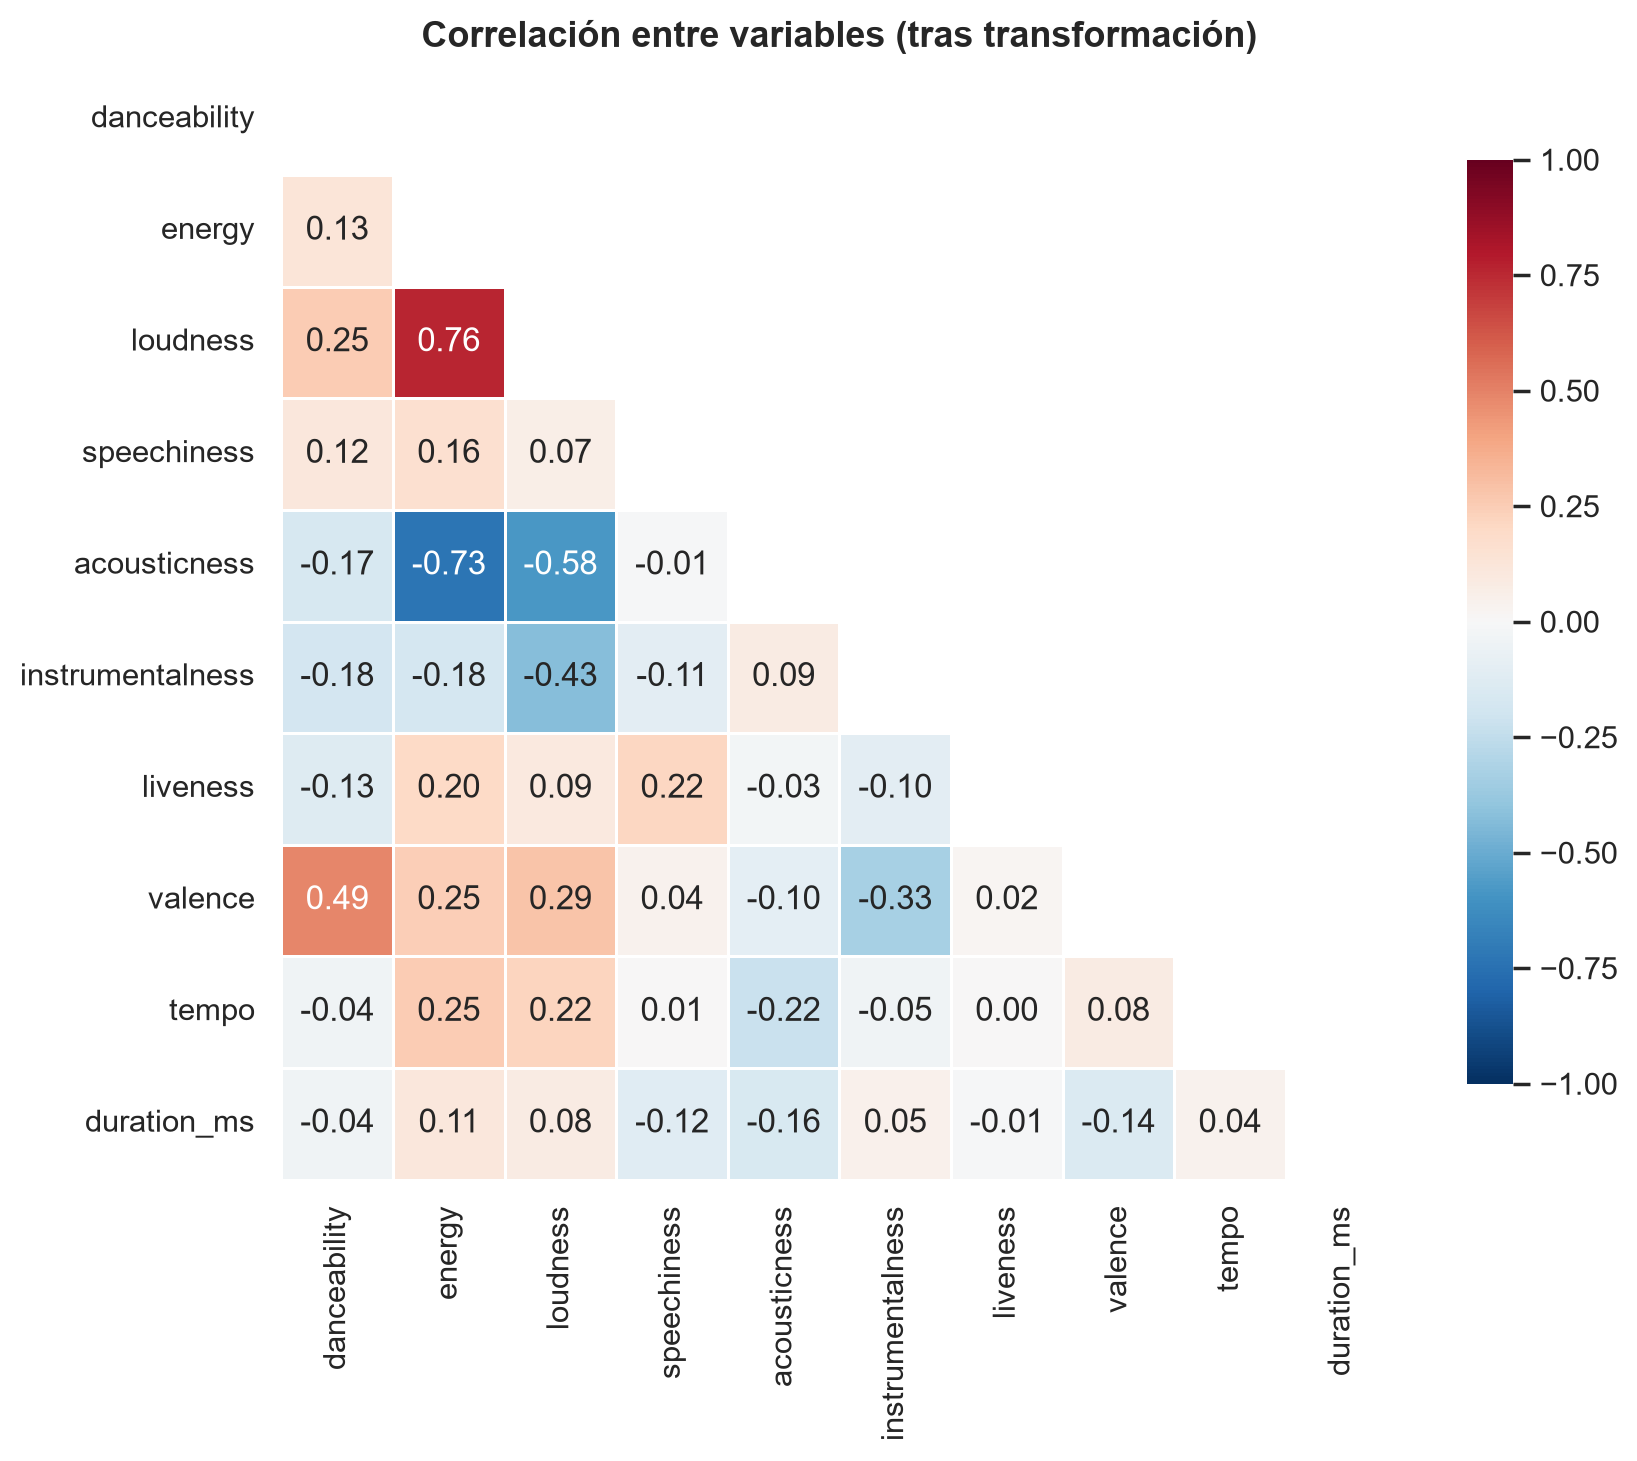 Correlación entre variables (tras transformación)
danceability
energy 0.13
loudness 0.25 0.76
speechiness 0.12 0.16 0.07
acousticness -0.17 -0.73 -0.58 -0.01
instrumentalness -0.18 -0.18 -0.43 -0.11 0.09
liveness -0.13 0.20 0.09 0.22 -0.03 -0.10
valence 0.49 0.25 0.29 0.04 -0.10 -0.33 0.02
tempo -0.04 0.25 0.22 0.01 -0.22 -0.05 0.00 0.08
duration_ms -0.04 0.11 0.08 -0.12 -0.16 0.05 -0.01 -0.14 0.04
danceability
energy
loudness
speechiness
acousticness
instrumentalness
liveness
valence
tempo
duration_ms
1.00
0.75
0.50
0.25
0.00
−0.25
−0.50
−0.75
−1.00